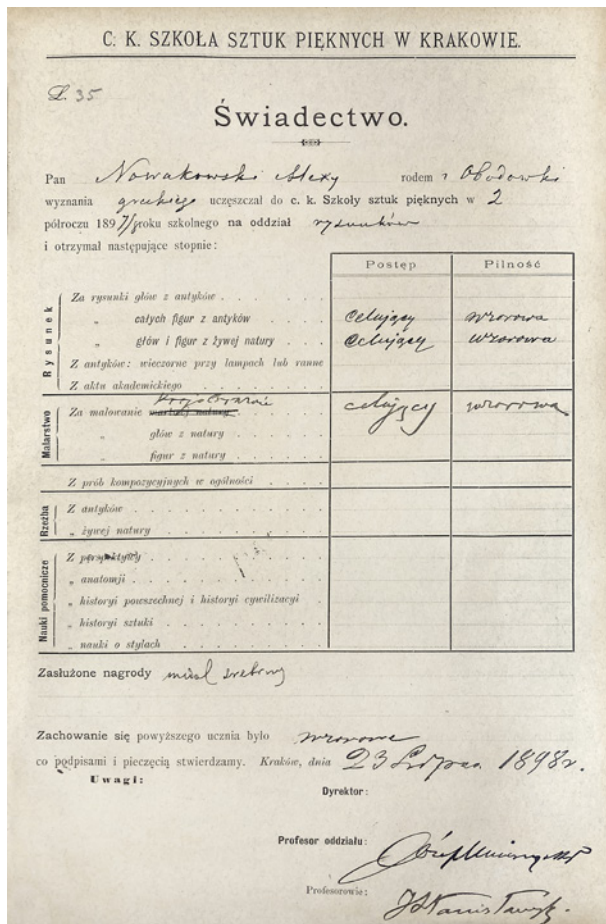 C. K. SZKOŁA SZTUK PIĘKNYCH W KRAKOWIE.
L. 35
Świadectwo.
Pan Nowakowski Alexy rodem z Obodowki
wyznania greckiego uczęszczał do c. k. Szkoły sztuk pięknych w 2
półroczu 1897/8 roku szkolnego na oddział rysunków
i otrzymał następujące stopnie:
Postęp Pilność
Rysunek
Za rysunki głów z antyków
„ całych figur z antyków celujący wzorowa
„ głów i figur z żywej natury celujący wzorowa
Z antyków: wieczorne przy lampach lub ranne
Z aktu akademickiego
Malarstwo
Za malowanie martwej natury celujący wzorowa
„ głów z natury
„ figur z natury
Z prób kompozycyjnych w ogólności
Rzeźba
Z antyków
„ żywej natury
Nauki pomocnicze
Z perspektywy
„ anatomji
„ historyi powszechnej i historyi cywilizacyi
„ historyi sztuki
„ nauki o stylach
Zasłużone nagrody medal srebrny
Zachowanie się powyższego ucznia było wzorowe
co podpisami i pieczęcią stwierdzamy. Kraków, dnia 23 Lipca 1898 r.
Uwagi:
Dyrektor:
Profesor oddziału:
Profesorowie: J Stanisławski